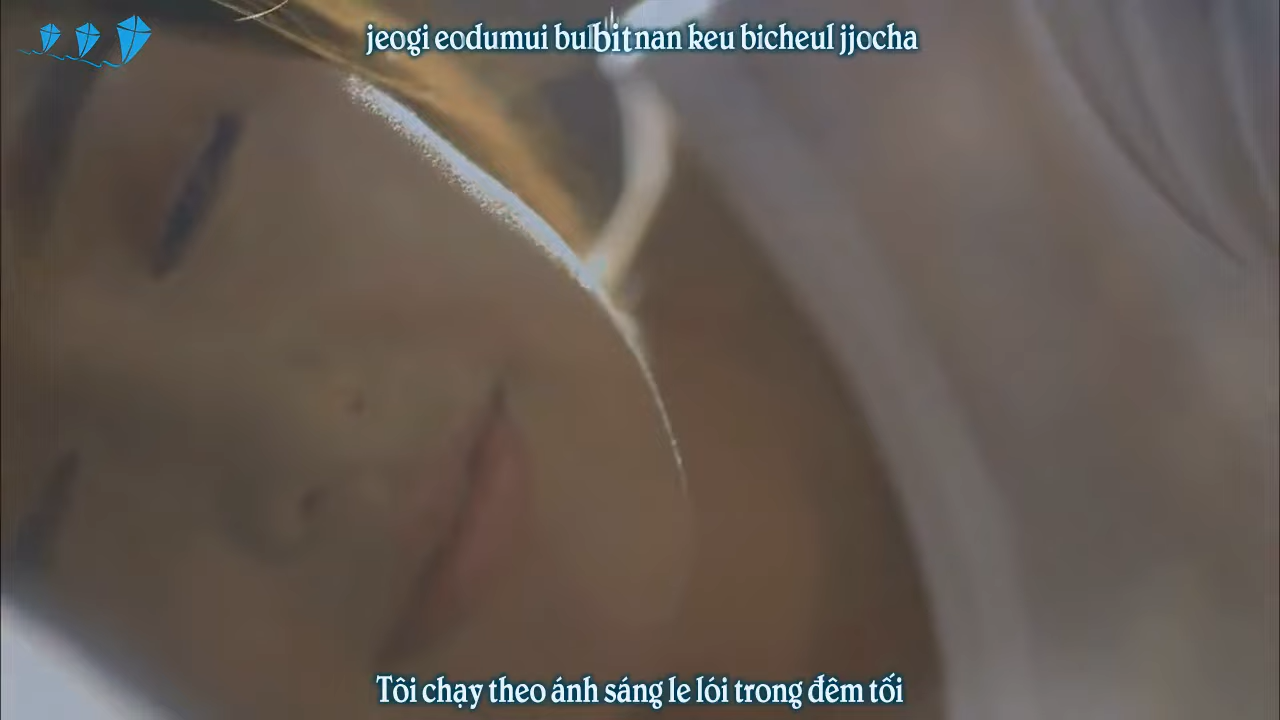 jeogi eodumui bulbitnan keu bicheul jjocha
Tôi chạy theo ánh sáng le lói trong đêm tối